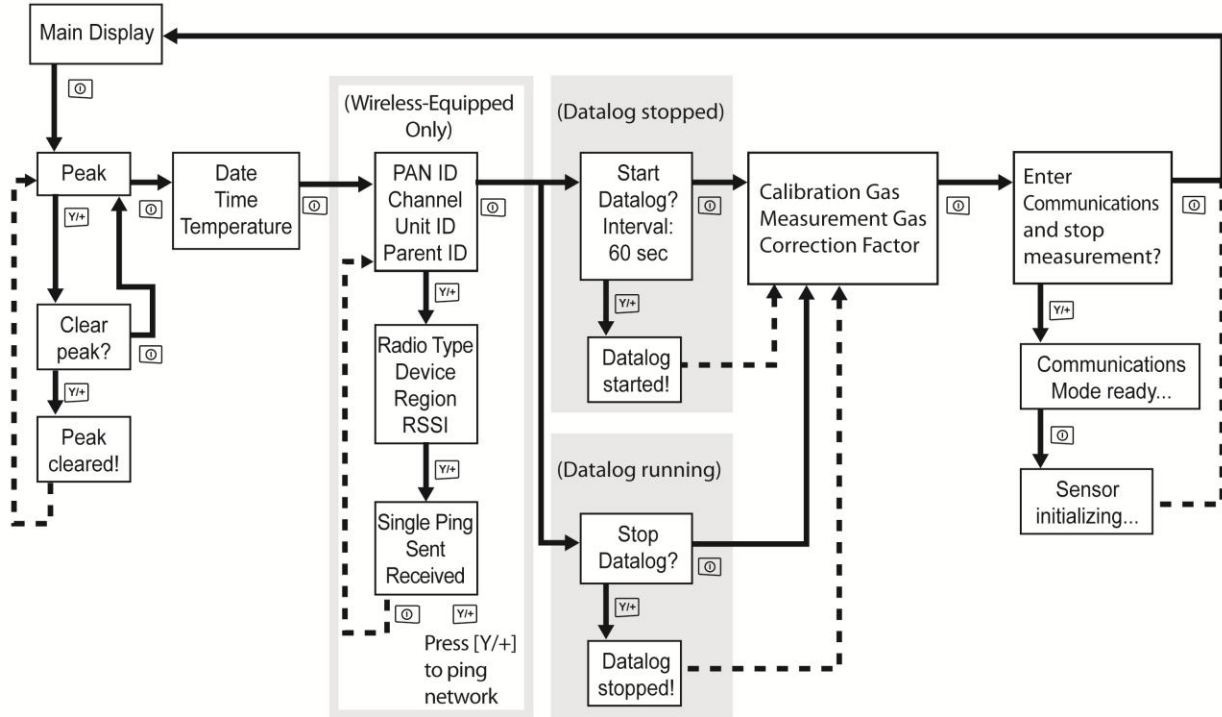 Main Display
Peak
Y/+
Clear
peak?
Y/+
Peak
cleared!
Date
Time
Temperature
(Wireless-Equipped
Only)
PAN ID
Channel
Unit ID
Parent ID
Y/+
Radio Type
Device
Region
RSSI
Y/+
Single Ping
Sent
Received
Y/+
Press [Y/+]
to ping
network
(Datalog stopped)
Start
Datalog?
Interval:
60 sec
Y/+
Datalog
started!
(Datalog running)
Stop
Datalog?
Y/+
Datalog
stopped!
Calibration Gas
Measurement Gas
Correction Factor
Enter
Communications
and stop
measurement?
Y/+
Communications
Mode ready...
Sensor
initializing...